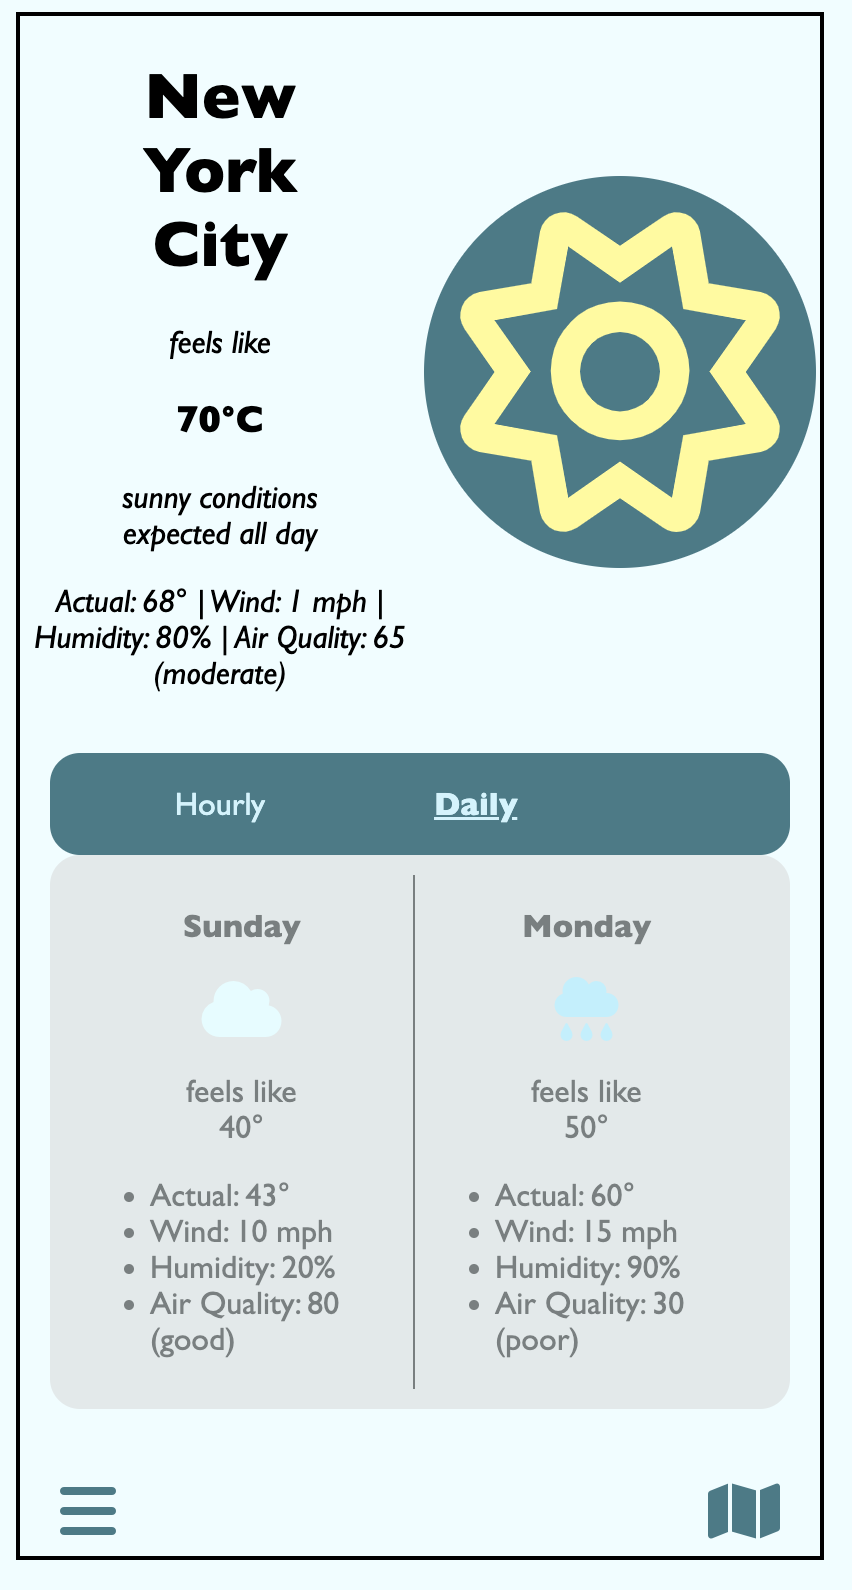 New
York
City
feels like
70°C
sunny conditions
expected all day
Actual: 68° | Wind: 1 mph |
Humidity: 80% | Air Quality: 65
(moderate)
Hourly
Daily
Sunday
feels like
40°
• Actual: 43°
• Wind: 10 mph
• Humidity: 20%
• Air Quality: 80
(good)
Monday
feels like
50°
• Actual: 60°
• Wind: 15 mph
• Humidity: 90%
• Air Quality: 30
(poor)